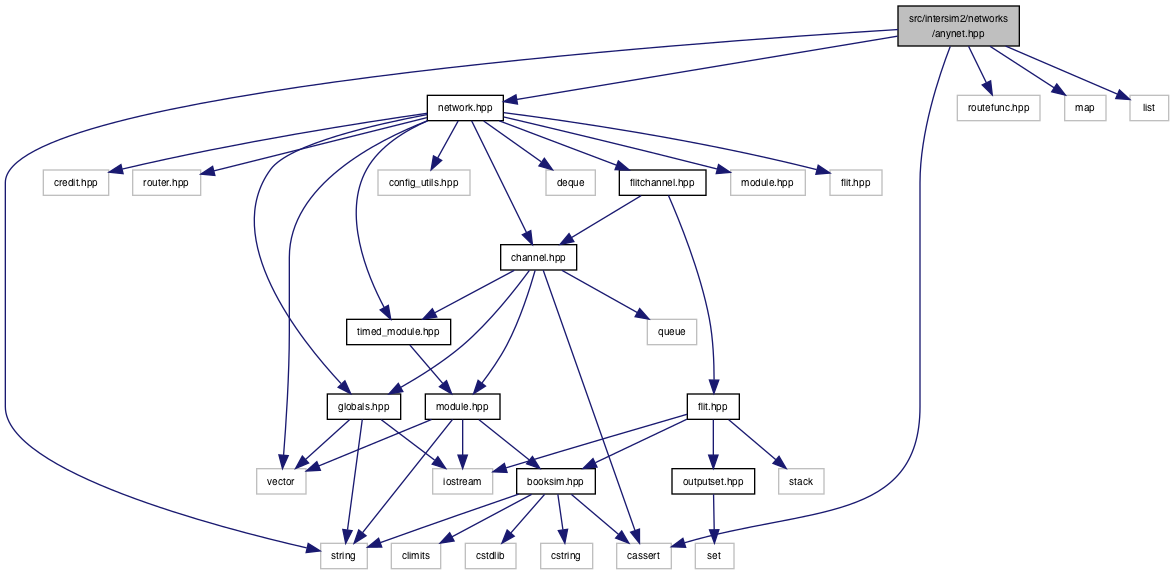 src/intersim2/networks
/anynet.hpp
network.hpp
routefunc.hpp
map
list
credit.hpp
router.hpp
config_utils.hpp
deque
flitchannel.hpp
module.hpp
flit.hpp
channel.hpp
timed_module.hpp
queue
globals.hpp
module.hpp
flit.hpp
vector
iostream
booksim.hpp
outputset.hpp
stack
string
climits
cstdlib
cstring
cassert
set